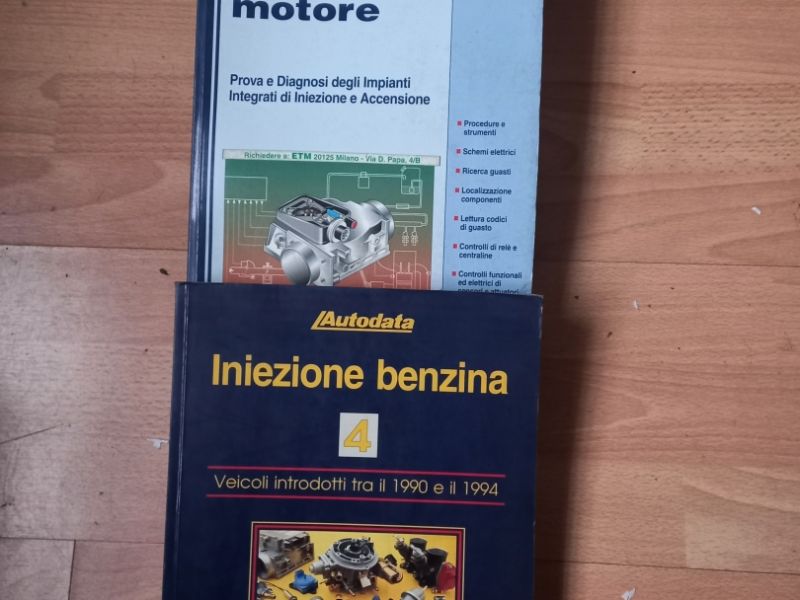 motore
Prova e Diagnosi degli Impianti
Integrati di Iniezione e Accensione
Richiedere a: ETM 20125 Milano - Via D. Papa, 4/B
Procedure e
strumenti
Schemi elettrici
Ricerca guasti
Localizzazione
componenti
Lettura codici
di guasto
Controlli di relè e
centraline
Controlli funzionali
ed elettrici di
sensori e attuatori
Autodata
Iniezione benzina
4
Veicoli introdotti tra il 1990 e il 1994